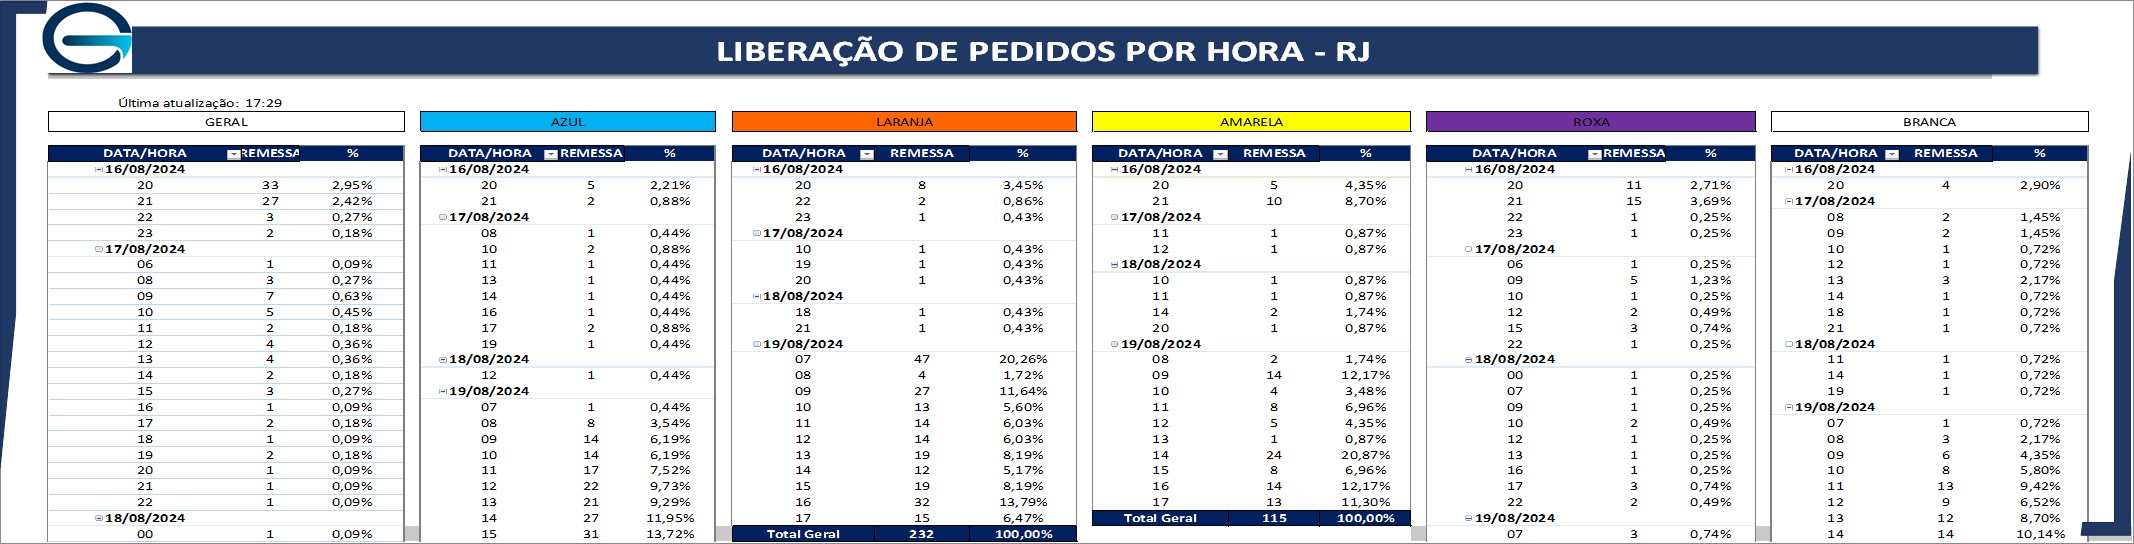 LIBERAÇÃO DE PEDIDOS POR HORA - RJ
Última atualização: 17:29
GERAL
DATA/HORA REMESSA %
16/08/2024
20 33 2,95%
21 27 2,42%
22 3 0,27%
23 2 0,18%
17/08/2024
06 1 0,09%
08 3 0,27%
09 7 0,63%
10 5 0,45%
11 2 0,18%
12 4 0,36%
13 4 0,36%
14 2 0,18%
15 3 0,27%
16 1 0,09%
17 2 0,18%
18 1 0,09%
19 2 0,18%
20 1 0,09%
21 1 0,09%
22 1 0,09%
18/08/2024
00 1 0,09%
AZUL
DATA/HORA REMESSA %
16/08/2024
20 5 2,21%
21 2 0,88%
17/08/2024
08 1 0,44%
10 2 0,88%
11 1 0,44%
13 1 0,44%
14 1 0,44%
16 1 0,44%
17 2 0,88%
19 1 0,44%
18/08/2024
12 1 0,44%
19/08/2024
07 1 0,44%
08 8 3,54%
09 14 6,19%
10 14 6,19%
11 17 7,52%
12 22 9,73%
13 21 9,29%
14 27 11,95%
15 31 13,72%
LARANJA
DATA/HORA REMESSA %
16/08/2024
20 8 3,45%
22 2 0,86%
23 1 0,43%
17/08/2024
10 1 0,43%
19 1 0,43%
20 1 0,43%
18/08/2024
18 1 0,43%
21 1 0,43%
19/08/2024
07 47 20,26%
08 4 1,72%
09 27 11,64%
10 13 5,60%
11 14 6,03%
12 14 6,03%
13 19 8,19%
14 12 5,17%
15 19 8,19%
16 32 13,79%
17 15 6,47%
Total Geral 232 100,00%
AMARELA
DATA/HORA REMESSA %
16/08/2024
20 5 4,35%
21 10 8,70%
17/08/2024
11 1 0,87%
12 1 0,87%
18/08/2024
10 1 0,87%
11 1 0,87%
14 2 1,74%
20 1 0,87%
19/08/2024
08 2 1,74%
09 14 12,17%
10 4 3,48%
11 8 6,96%
12 5 4,35%
13 1 0,87%
14 24 20,87%
15 8 6,96%
16 14 12,17%
17 13 11,30%
Total Geral 115 100,00%
ROXA
DATA/HORA REMESSA %
16/08/2024
20 11 2,71%
21 15 3,69%
22 1 0,25%
23 1 0,25%
17/08/2024
06 1 0,25%
09 5 1,23%
10 1 0,25%
12 2 0,49%
15 3 0,74%
22 1 0,25%
18/08/2024
00 1 0,25%
07 1 0,25%
09 1 0,25%
10 2 0,49%
12 1 0,25%
13 1 0,25%
16 1 0,25%
17 3 0,74%
22 2 0,49%
19/08/2024
07 3 0,74%
BRANCA
DATA/HORA REMESSA %
16/08/2024
20 4 2,90%
17/08/2024
08 2 1,45%
09 2 1,45%
10 1 0,72%
12 1 0,72%
13 3 2,17%
14 1 0,72%
18 1 0,72%
21 1 0,72%
18/08/2024
11 1 0,72%
14 1 0,72%
19 1 0,72%
19/08/2024
07 1 0,72%
08 3 2,17%
09 6 4,35%
10 8 5,80%
11 13 9,42%
12 9 6,52%
13 12 8,70%
14 14 10,14%